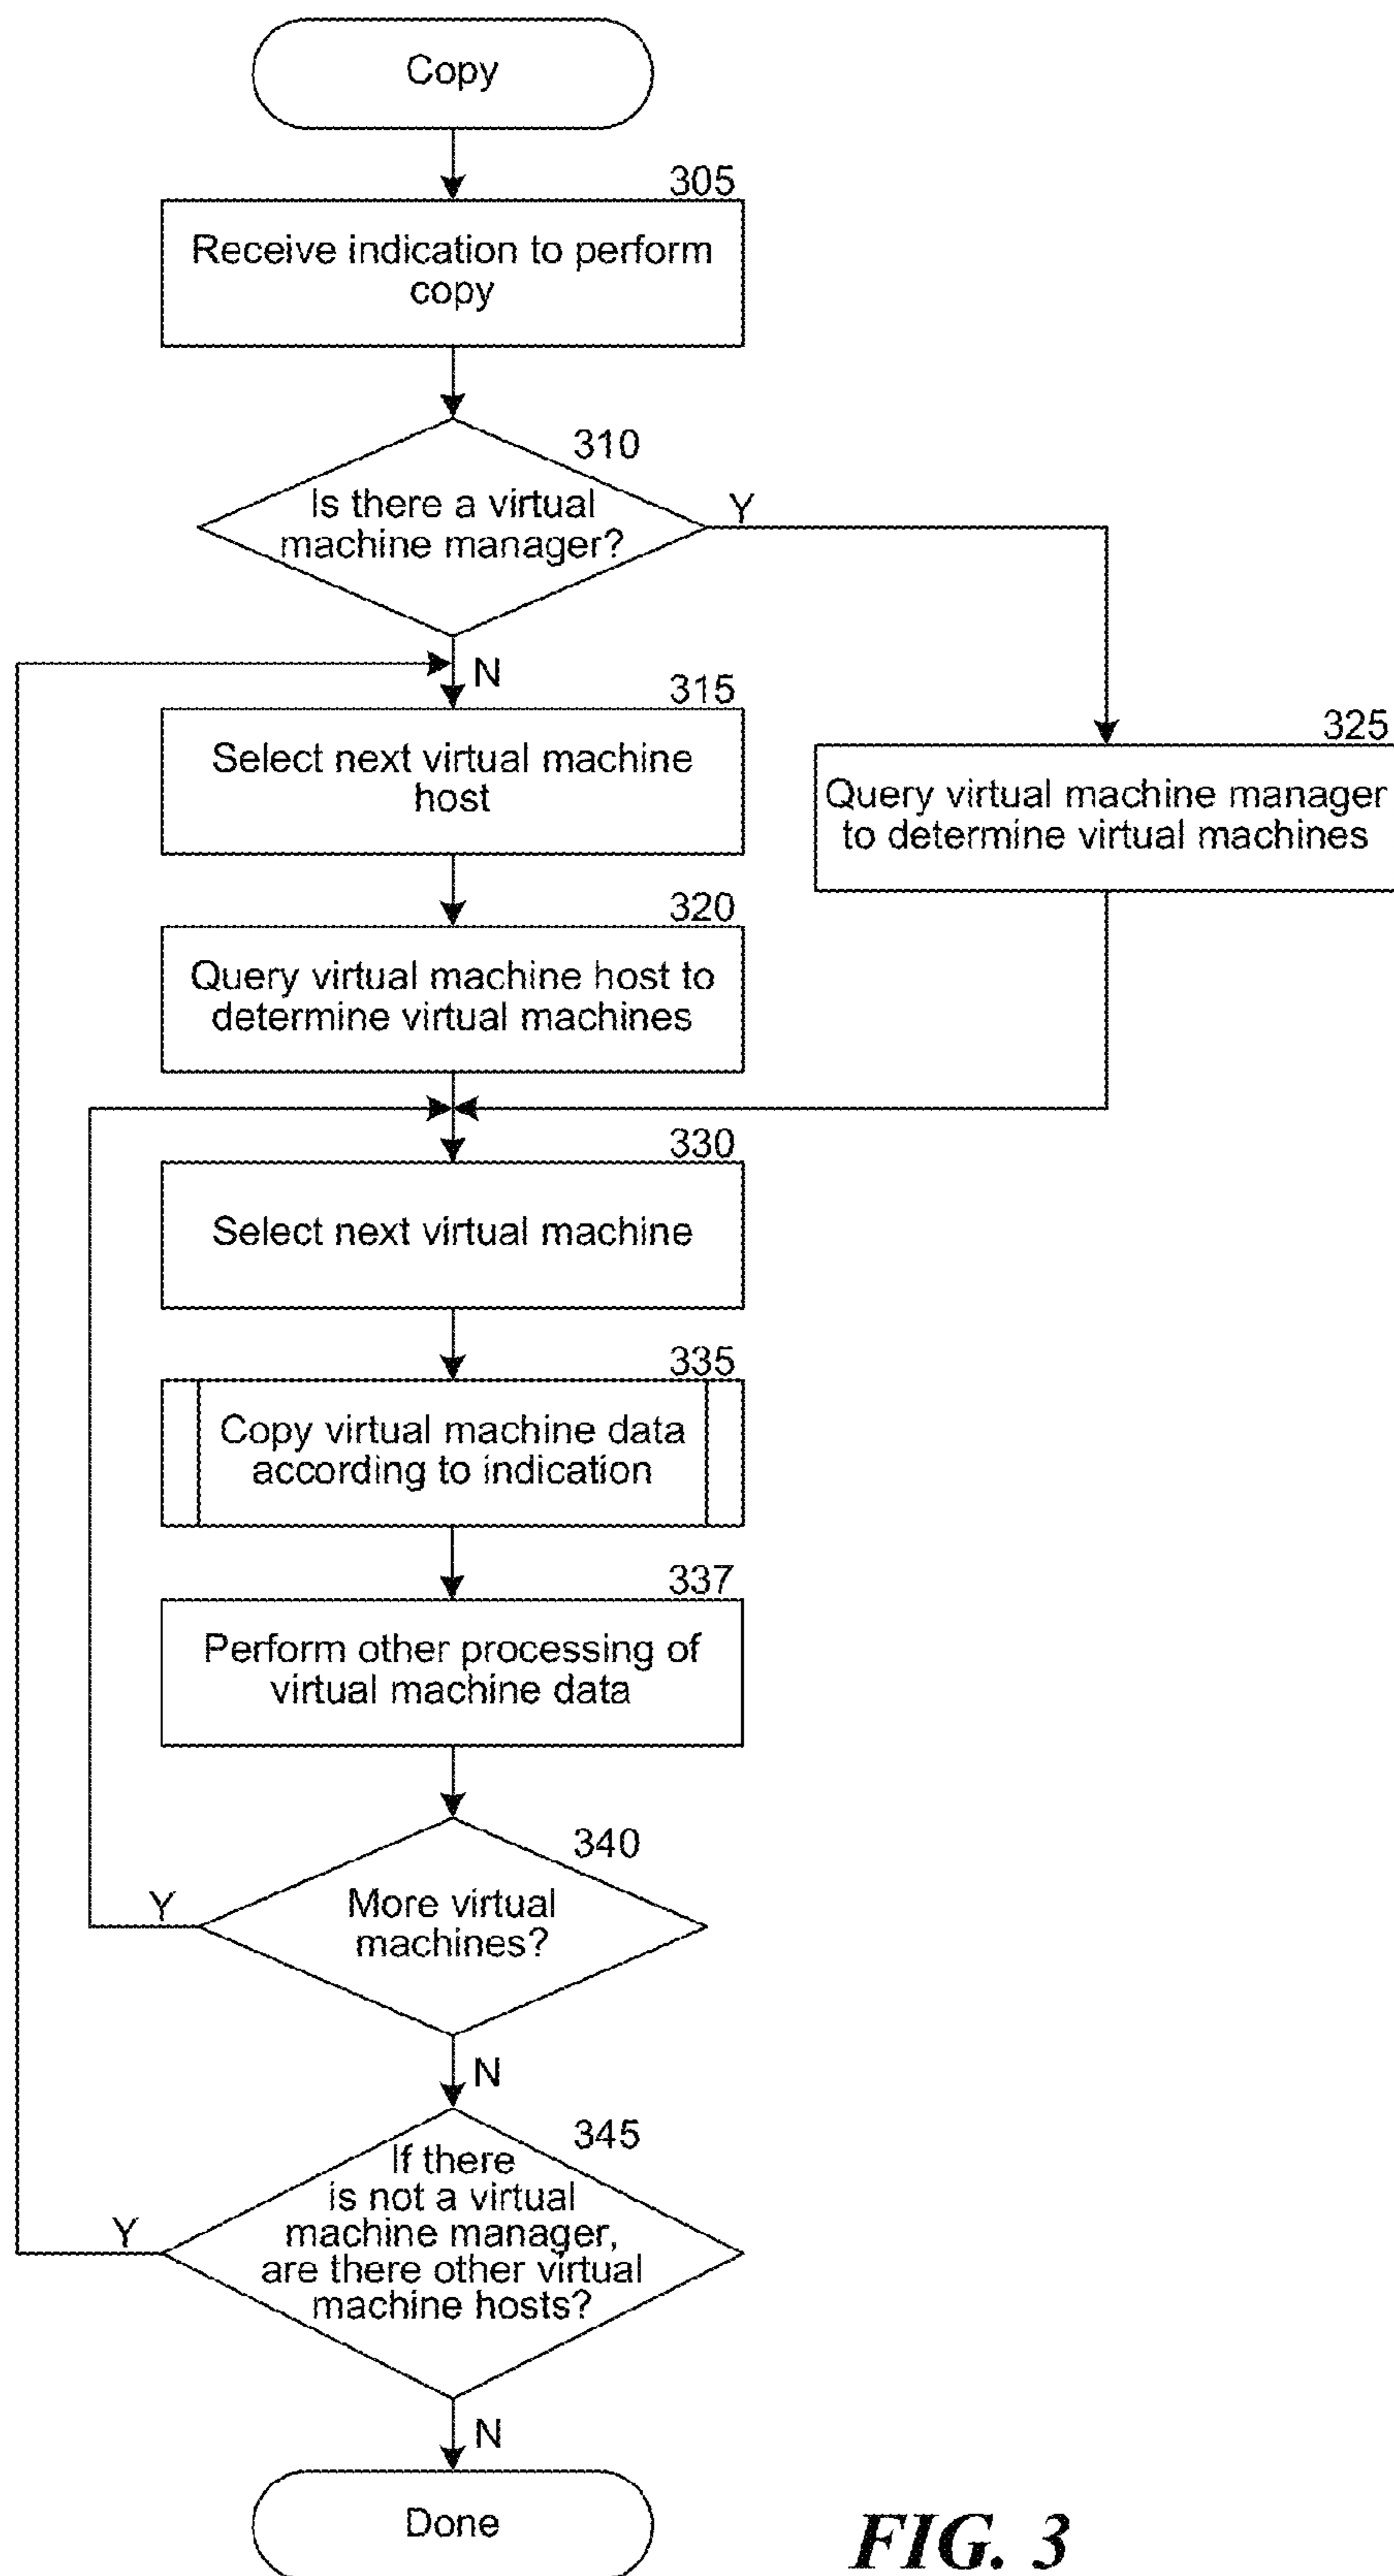 Copy
305
Receive indication to perform
copy
310
Is there a virtual
machine manager?
Y
N
315
Select next virtual machine
host
325
Query virtual machine manager
to determine virtual machines
320
Query virtual machine host to
determine virtual machines
330
Select next virtual machine
335
Copy virtual machine data
according to indication
337
Perform other processing of
virtual machine data
340
More virtual
machines?
Y
N
345
If there
is not a virtual
machine manager,
are there other virtual
machine hosts?
Y
N
Done
FIG. 3